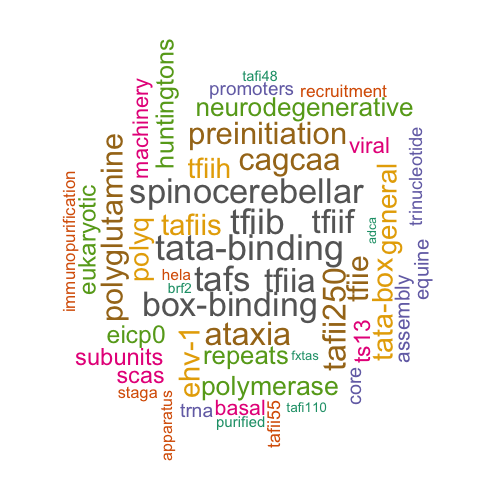 tafi48
promoters
recruitment
huntingtons
machinery
neurodegenerative
preinitiation
viral
trinucleotide
tfiih
cagcaa
polyglutamine
immunopurification
eukaryotic
spinocerebellar
general
polyq
tafiis
tfiib
tfiif
adca
tata-binding
equine
hela
tafs
tfiia
tfiie
tata-box
assembly
brf2
box-binding
tafii250
ts13
eicp0
ataxia
subunits
ehv-1
repeats
fxtas
core
scas
staga
polymerase
apparatus
trna
basal
tafii55
tafi110
purified